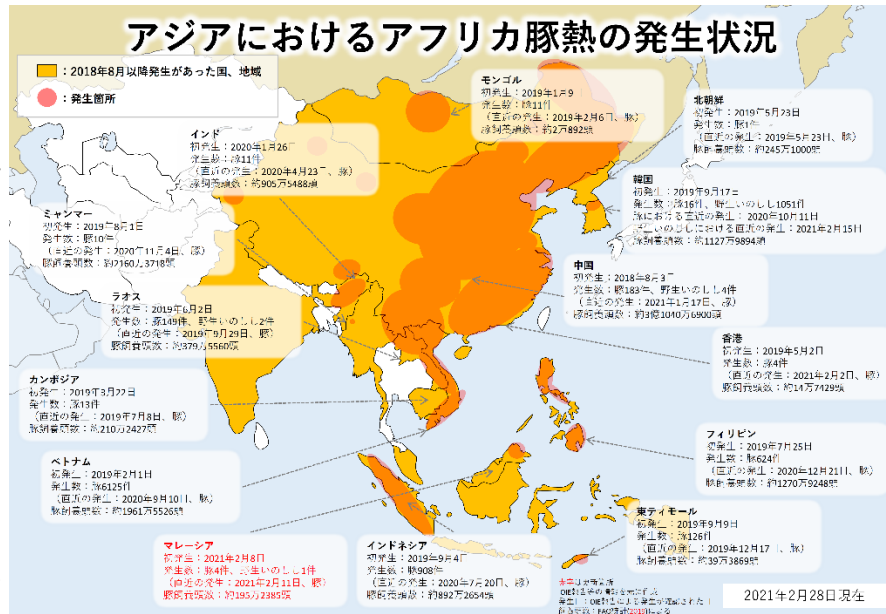 アジアにおけるアフリカ豚熱の発生状況
：2018年8月以降発生があった国、地域
：発生箇所
モンゴル
初発生：2019年1月9
発生数：豚11件
（直近の発生：2019年2月6日、豚）
豚飼養頭数：約2万892頭
北朝鮮
初発生：2019年5月23日
発生数：豚1件
（直近の発生：2019年5月23日、豚）
豚飼養頭数：約245万1000頭
インド
初発生：2020年1月26日
発生数：豚11件
（直近の発生：2020年4月23日、豚）
豚飼養頭数：約905万5488頭
韓国
初発生：2019年9月17日
発生数：豚16件、野生いのしし1051件
豚における直近の発生：2020年10月11日
野生いのししにおける直近の発生：2021年2月15日
豚飼養頭数：約1127万9894頭
ミャンマー
初発生：2019年8月1日
発生数：豚10件
（直近の発生：2020年11月4日、豚）
豚飼養頭数：約2160万3718頭
中国
初発生：2018年8月3日
発生数：豚183件、野生いのしし4件
（直近の発生：2021年1月17日、豚）
豚飼養頭数：約3億1040万6900頭
ラオス
初発生：2019年6月2日
発生数：豚149件、野生いのしし2件
（直近の発生：2019年9月29日、豚）
豚飼養頭数：約379万5560頭
香港
初発生：2019年5月2日
発生数：豚4件
（直近の発生：2021年2月2日、豚）
豚飼養頭数：約14万7429頭
カンボジア
初発生：2019年3月22日
発生数：豚13件
（直近の発生：2019年7月8日、豚）
豚飼養頭数：約210万2427頭
フィリピン
初発生：2019年7月25日
発生数：豚624件
（直近の発生：2020年12月21日、豚）
豚飼養頭数：約1270万9248頭
ベトナム
初発生：2019年2月1日
発生数：豚6125件
（直近の発生：2020年9月10日、豚）
豚飼養頭数：約1961万5526頭
東ティモール
初発生：2019年9月9日
発生数：豚126件
（直近の発生：2019年12月17日、豚）
豚飼養頭数：約39万3869頭
マレーシア
初発生：2021年2月8日
発生数：豚4件、野生いのしし1件
（直近の発生：2021年2月11日、豚）
豚飼養頭数：約195万2385頭
インドネシア
初発生：2019年9月4日
発生数：豚908件
（直近の発生：2020年7月20日、豚）
豚飼養頭数：約892万2654頭
2021年2月28日現在